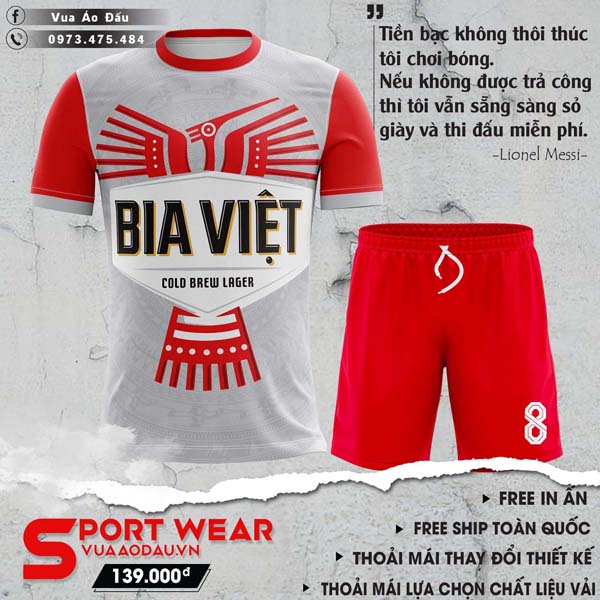 Vua Áo Đấu
0973.475.484
"
Tiền bạc không thôi thúc
tôi chơi bóng.
Nếu không được trả công
thì tôi vẫn sẵn sàng sỏ
giày và thi đấu miễn phí.
-Lionel Messi-
BIA VIỆT
COLD BREW LAGER
8
SPORT WEAR
VUAAODAU.VN
139.000đ
FREE IN ẤN
FREE SHIP TOÀN QUỐC
THOẢI MÁI THAY ĐỔI THIẾT KẾ
THOẢI MÁI LỰA CHỌN CHẤT LIỆU VẢI